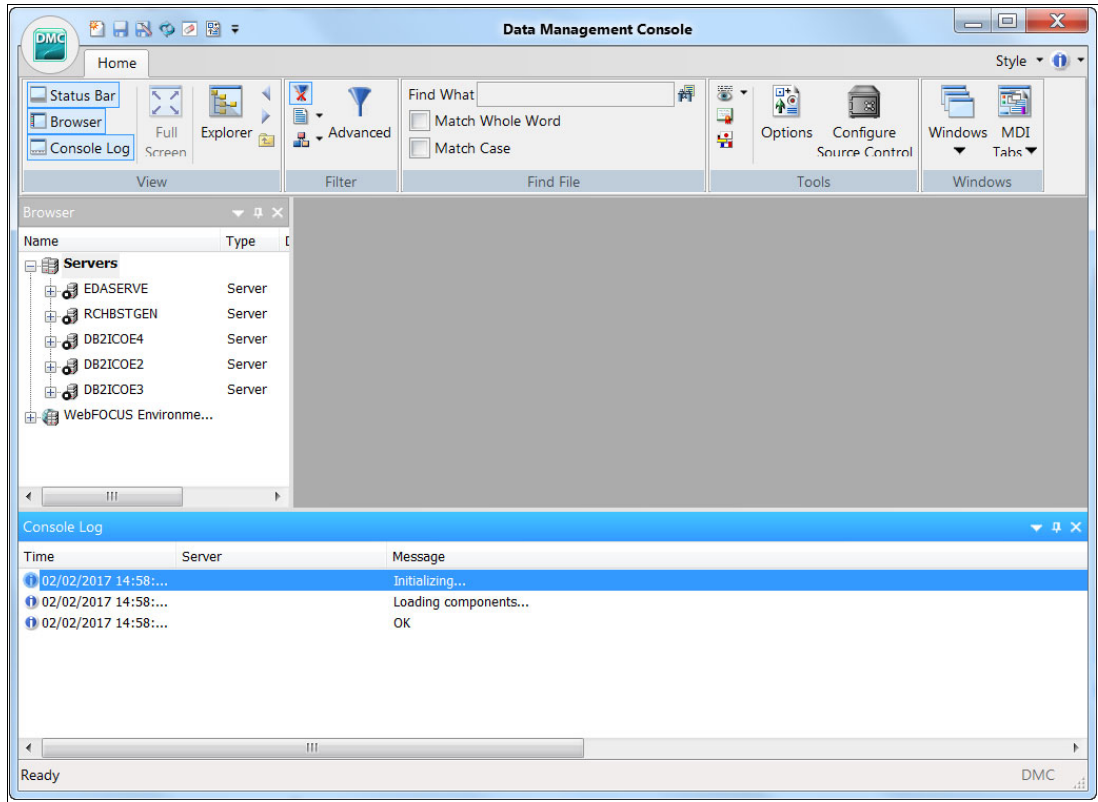 DMC
Data Management Console
Home
Style
Status Bar
Browser
Console Log
Full Screen
Explorer
Advanced
Find What
Match Whole Word
Match Case
Options
Configure Source Control
Windows
MDI Tabs
View
Filter
Find File
Tools
Windows
Browser
Name Type
Servers
EDASERVE Server
RCHBSTGEN Server
DB2ICOE4 Server
DB2ICOE2 Server
DB2ICOE3 Server
WebFOCUS Environme...
Console Log
Time Server Message
02/02/2017 14:58:... Initializing...
02/02/2017 14:58:... Loading components...
02/02/2017 14:58:... OK
Ready DMC